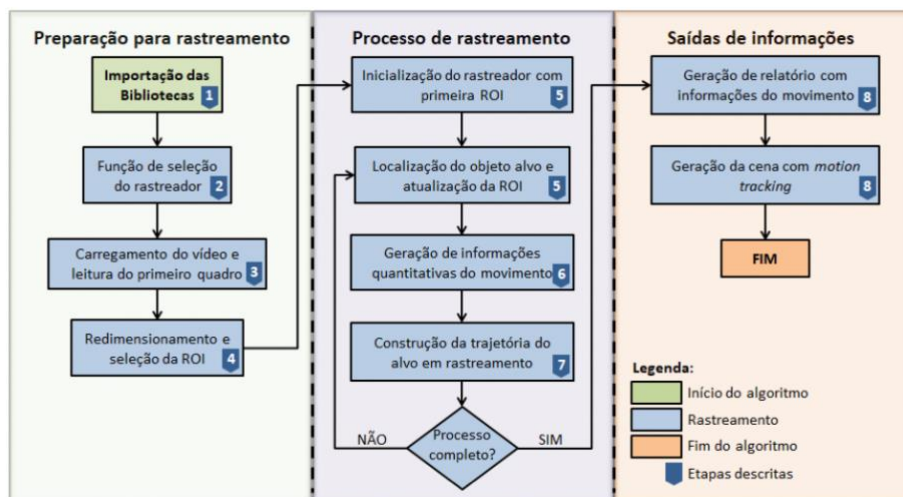 Preparação para rastreamento
Importação das
Bibliotecas
1
Função de seleção
do rastreador
2
Carregamento do vídeo e
leitura do primeiro quadro
3
Redimensionamento e
seleção da ROI
4
Processo de rastreamento
Inicialização do rastreador com
primeira ROI
5
Localização do objeto alvo e
atualização da ROI
5
Geração de informações
quantitativas do movimento
6
Construção da trajetória do
alvo em rastreamento
7
Processo
completo?
NÃO
SIM
Saídas de informações
Geração de relatório com
informações do movimento
8
Geração da cena com motion
tracking
8
FIM
Legenda:
Início do algoritmo
Rastreamento
Fim do algoritmo
Etapas descritas